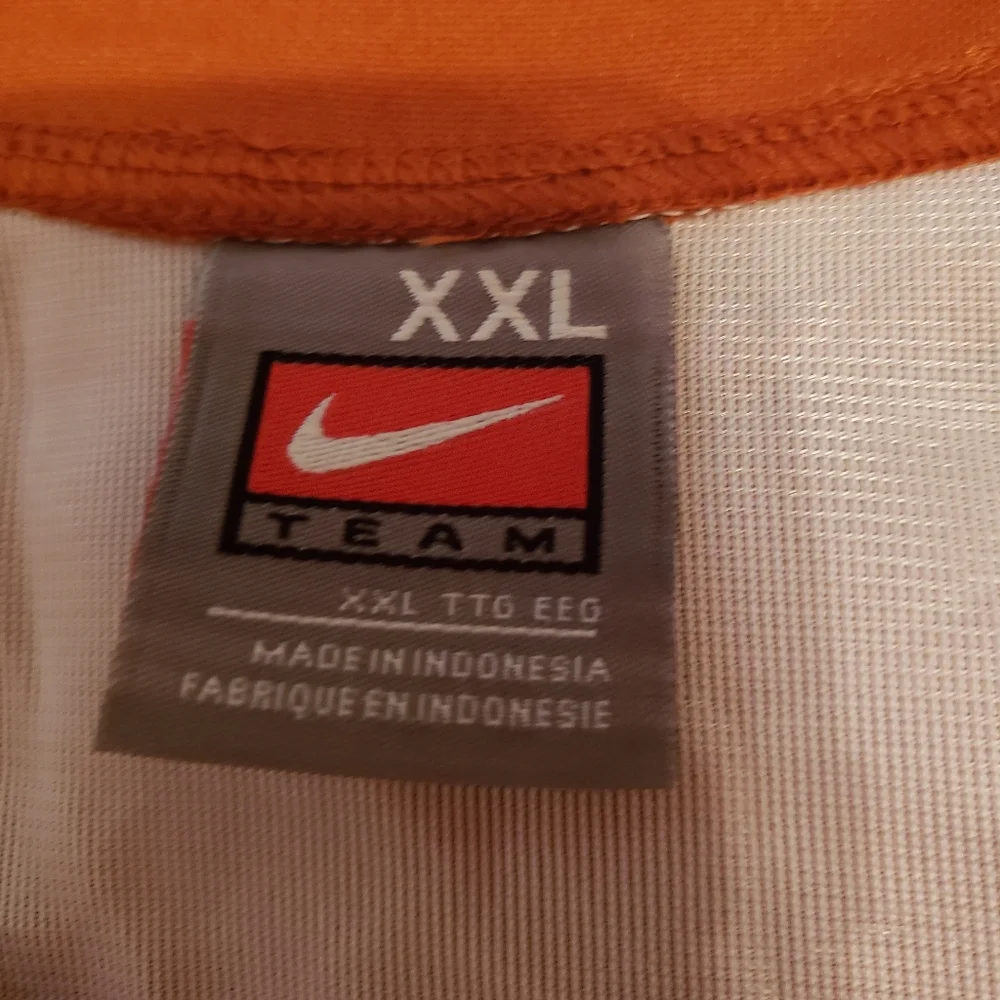 XXL
TEAM
XXL TTG EEG
MADE IN INDONESIA
FABRIQUE EN INDONESIE